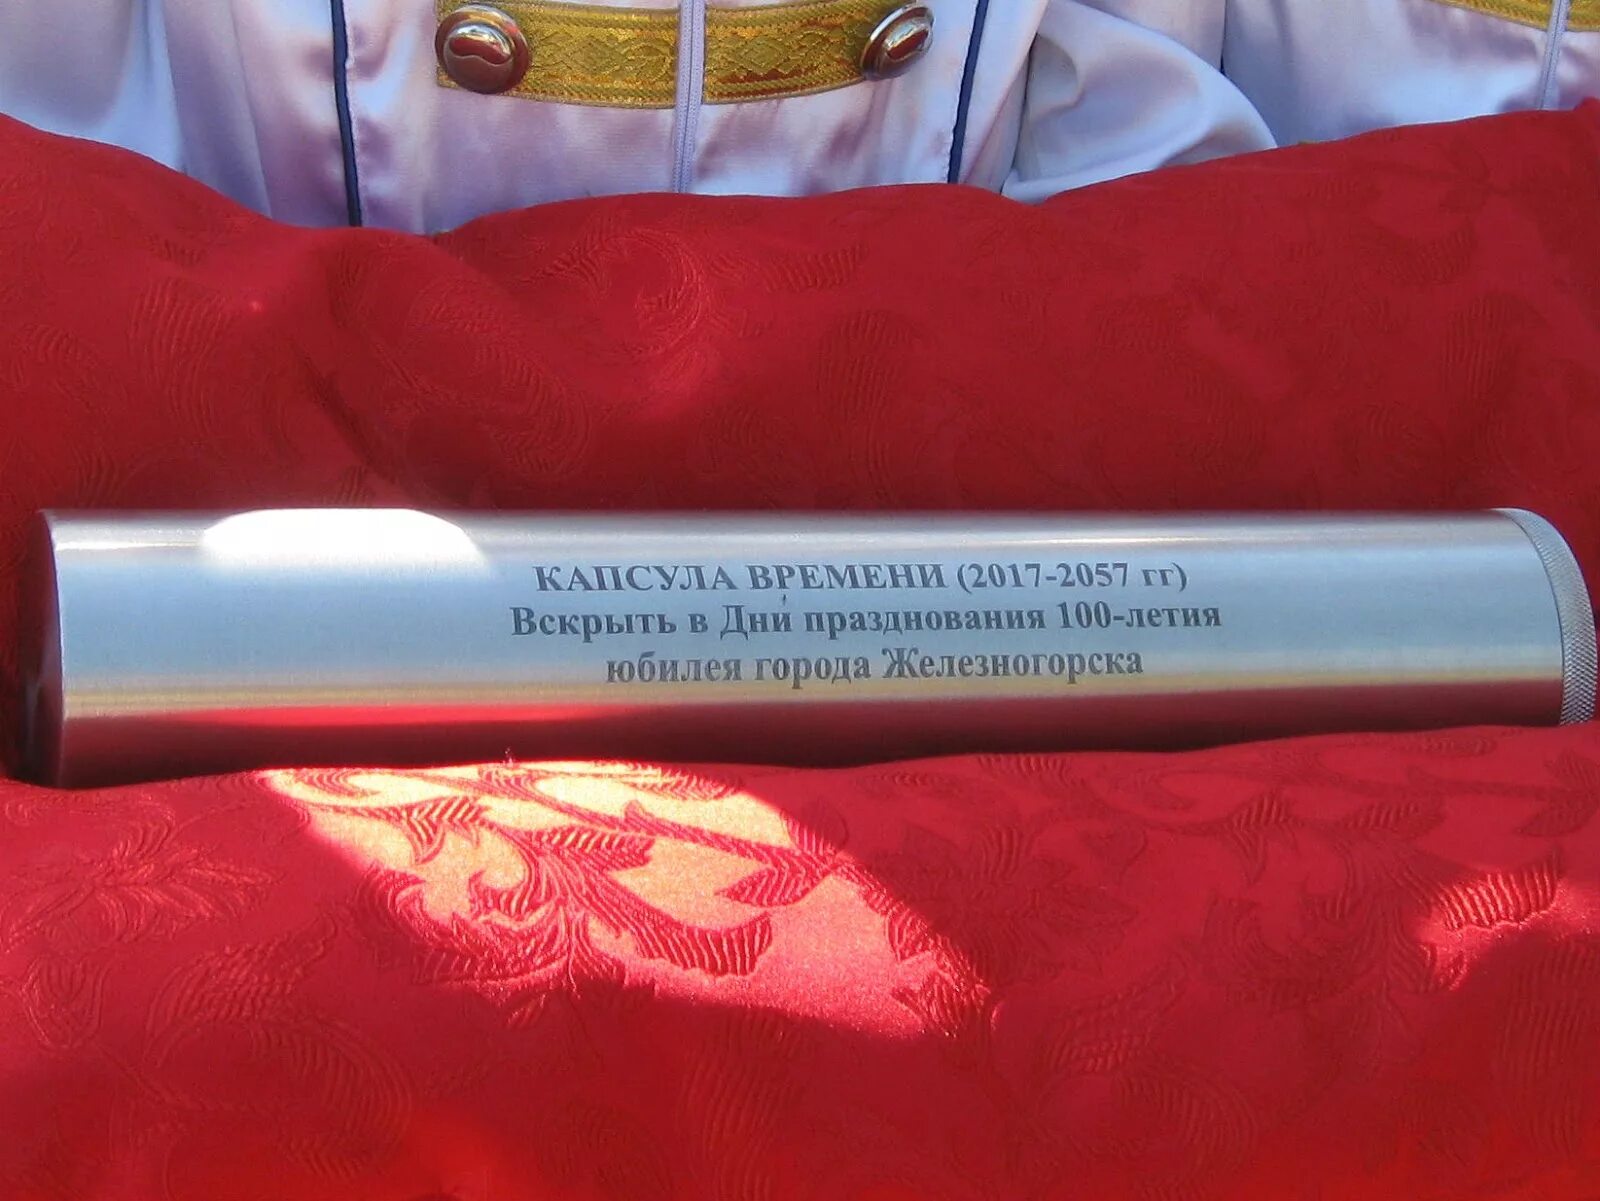 КАПСУЛА ВРЕМЕНИ (2017-2057 гг)
Вскрыть в Дни празднования 100-летия
юбилея города Железногорска